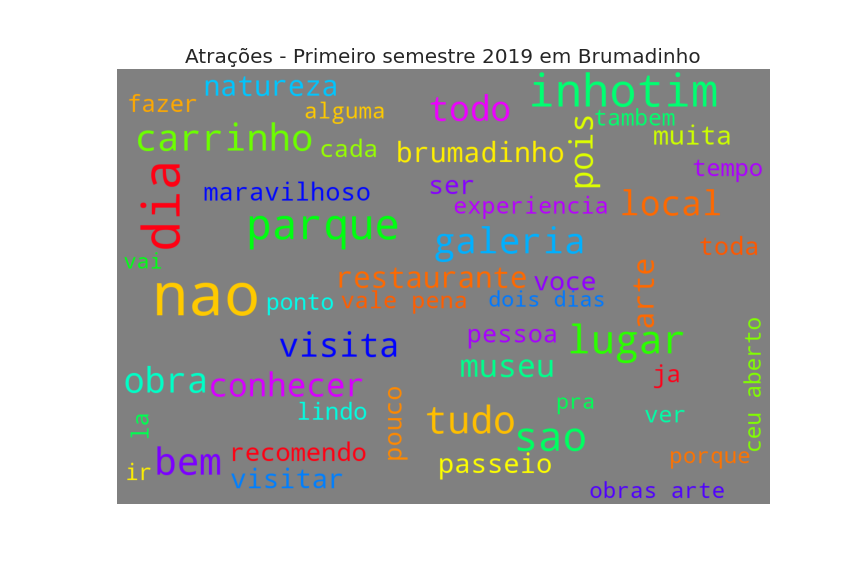 Atrações - Primeiro semestre 2019 em Brumadinho
natureza
inhotim
fazer
alguma
todo
tambem
carrinho
cada
brumadinho
pois
muita
tempo
dia
maravilhoso
ser
experiencia
local
parque
galeria
toda
vai
nao
restaurante
voce
arte
ponto
vale pena
dois dias
visita
pessoa
lugar
ceu aberto
obra
conhecer
museu
ja
lindo
pouco
tudo
pra
ver
la
sao
bem
recomendo
passeio
porque
ir
visitar
obras arte